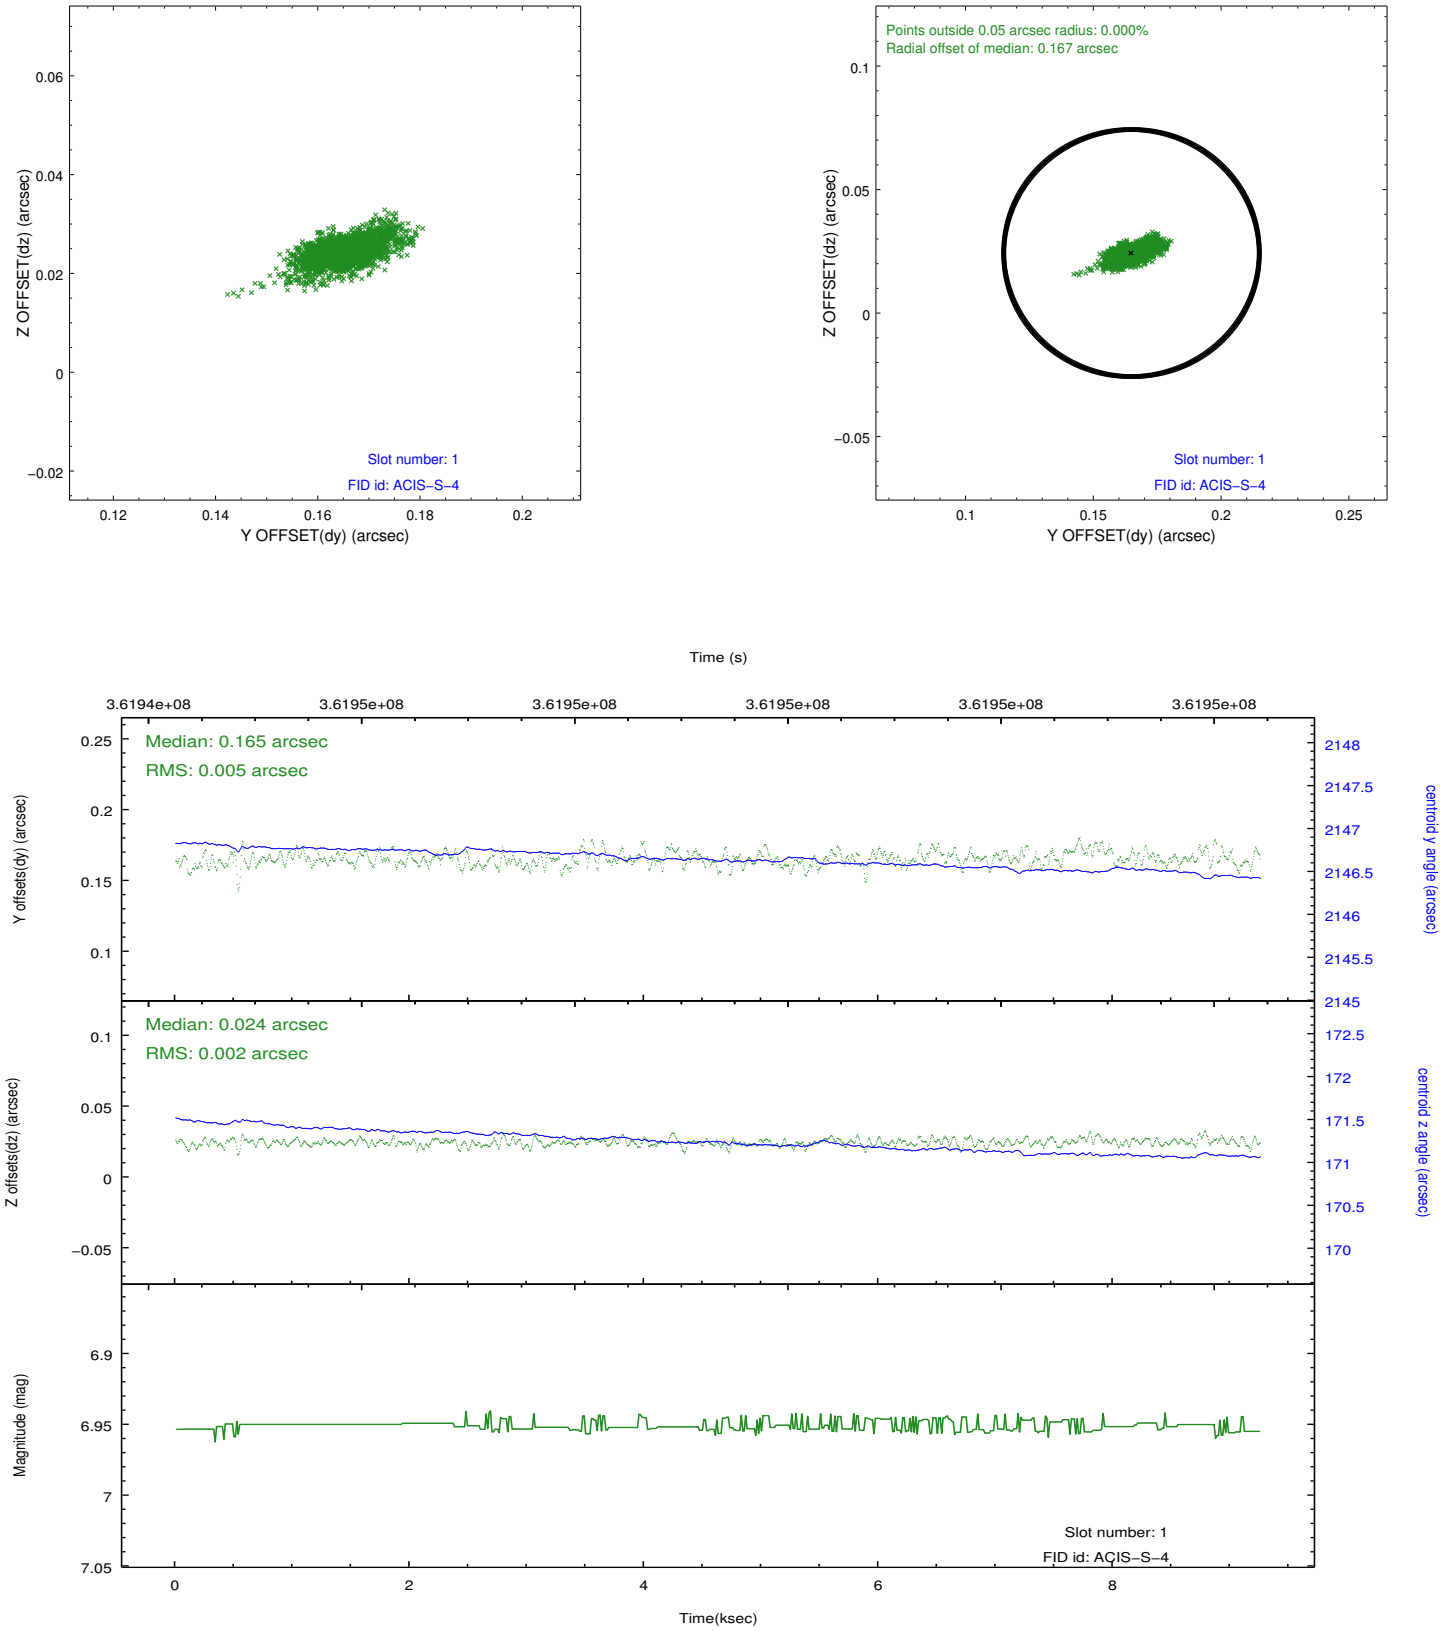 0.06
0.04
0.02
0
−0.02
Z OFFSET(dz) (arcsec)
Slot number: 1
FID id: ACIS−S−4
0.12 0.14 0.16 0.18 0.2
Y OFFSET(dy) (arcsec)
Points outside 0.05 arcsec radius: 0.000%
Radial offset of median: 0.167 arcsec
0.1
0.05
0
−0.05
Z OFFSET(dz) (arcsec)
Slot number: 1
FID id: ACIS−S−4
0.1 0.15 0.2 0.25
Y OFFSET(dy) (arcsec)
Time (s)
3.6194e+08 3.6195e+08 3.6195e+08 3.6195e+08 3.6195e+08 3.6195e+08
Median: 0.165 arcsec
RMS: 0.005 arcsec
0.25
0.2
0.15
0.1
Y offsets(dy) (arcsec)
2148
2147.5
2147
2146.5
2146
2145.5
2145
centroid y angle (arcsec)
Median: 0.024 arcsec
RMS: 0.002 arcsec
0.1
0.05
0
−0.05
Z offsets(dz) (arcsec)
172.5
172
171.5
171
170.5
170
centroid z angle (arcsec)
6.9
6.95
7
7.05
Magnitude (mag)
Slot number: 1
FID id: ACIS−S−4
0 2 4 6 8
Time(ksec)